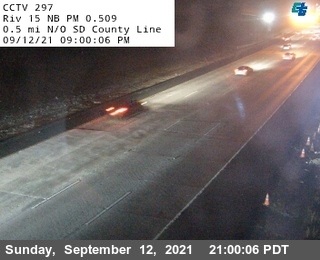 CCTV 297
Riv 15 NB PM 0.509
0.5 mi N/O SD County Line
09/12/21 09:00:06 PM
Sunday, September 12, 2021 21:00:06 PDT